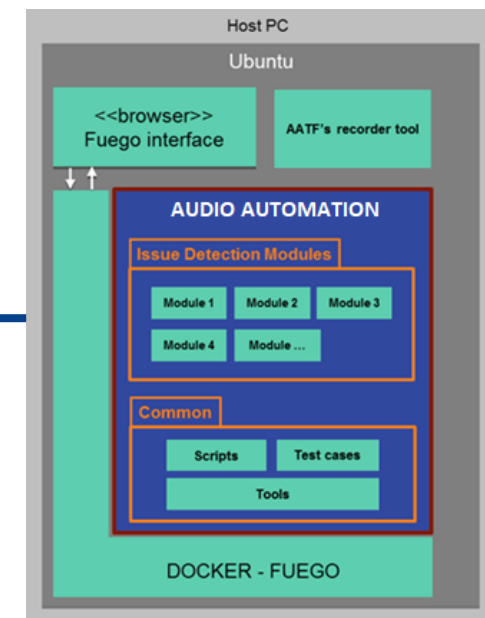 Host PC
Ubuntu
<<browser>>
Fuego interface
AATF's recorder tool
AUDIO AUTOMATION
Issue Detection Modules
Module 1
Module 2
Module 3
Module 4
Module ...
Common
Scripts
Test cases
Tools
DOCKER - FUEGO